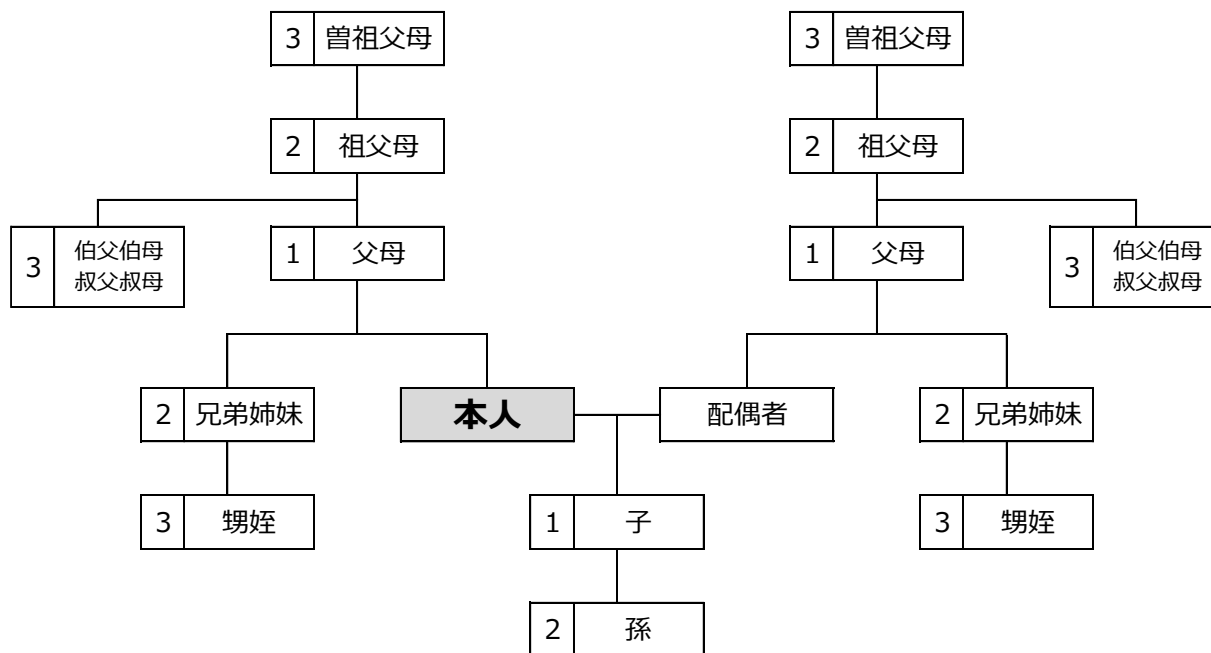 3 曽祖父母 3 曽祖父母
2 祖父母 2 祖父母
3 伯父伯母 1 父母 1 父母 3 伯父伯母
叔父叔母 叔父叔母
2 兄弟姉妹 本人 配偶者 2 兄弟姉妹
3 甥姪 1 子 3 甥姪
2 孫